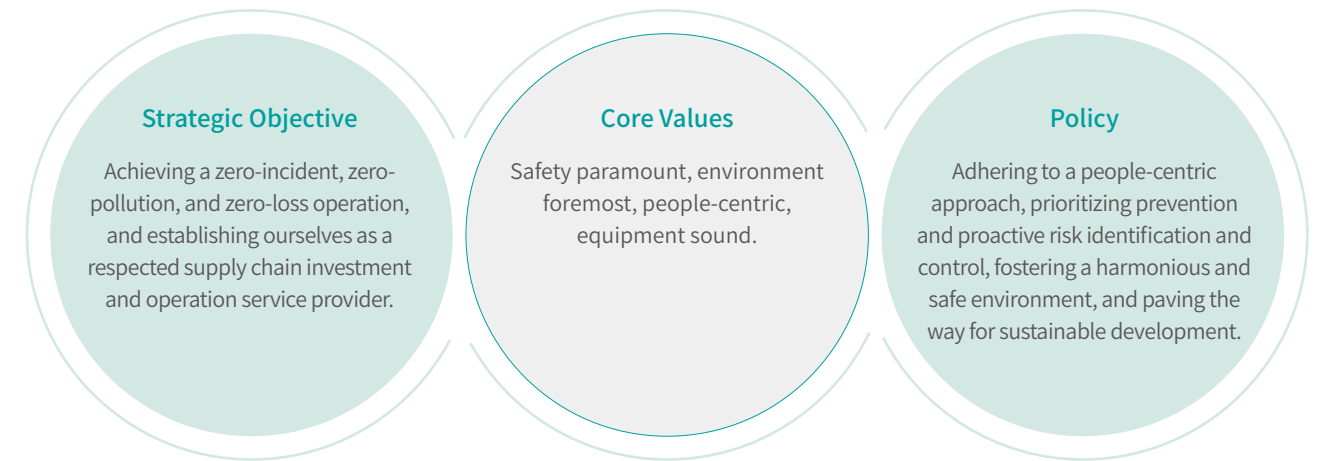 Strategic Objective
Achieving a zero-incident, zero-
pollution, and zero-loss operation,
and establishing ourselves as a
respected supply chain investment
and operation service provider.
Core Values
Safety paramount, environment
foremost, people-centric,
equipment sound.
Policy
Adhering to a people-centric
approach, prioritizing prevention
and proactive risk identification and
control, fostering a harmonious and
safe environment, and paving the
way for sustainable development.